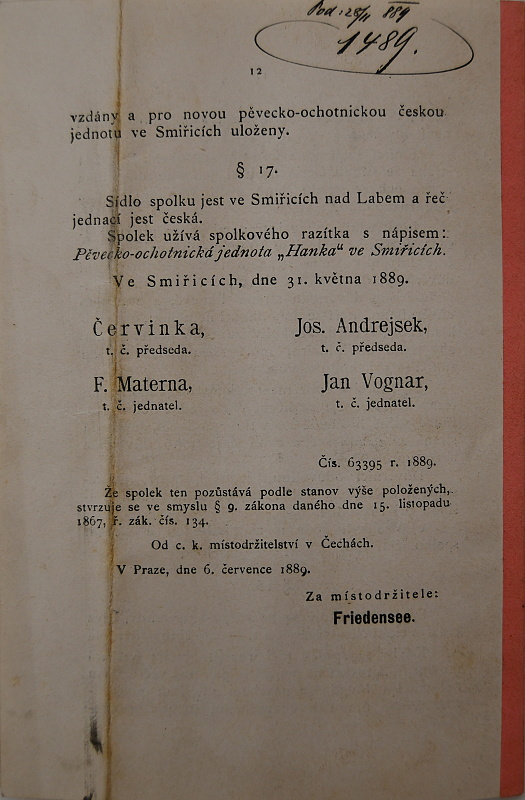 Pod: 28/11 889
1489.
12
vzdány a pro novou pěvecko-ochotnickou českou
jednotu ve Smiřicích uloženy.
§ 17.
Sídlo spolku jest ve Smiřicích nad Labem a řeč
jednací jest česká.
Spolek užívá spolkového razítka s nápisem:
Pěvecko-ochotnická jednota „Hanka“ ve Smiřicích.
Ve Smiřicích, dne 31. května 1889.
Červinka, Jos. Andrejsek,
t. č. předseda. t. č. předseda.
F. Materna, Jan Vognar,
t. č. jednatel. t. č. jednatel.
Čís. 63395 r. 1889.
Že spolek ten pozůstává podle stanov výše položených,
stvrzuje se ve smyslu § 9. zákona daného dne 15. listopadu
1867, ř. zák. čís. 134.
Od c. k. místodržitelství v Čechách.
V Praze, dne 6. července 1889.
Za místodržitele:
Friedensee.